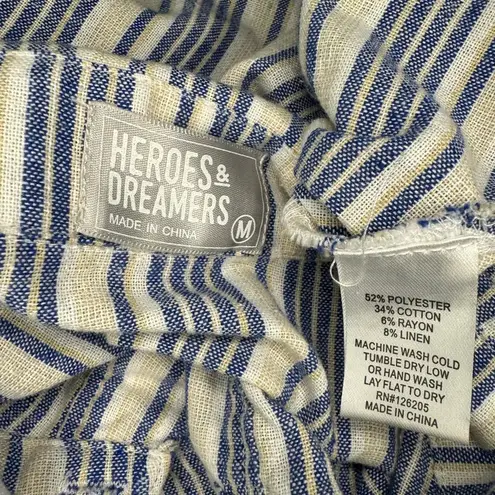 HEROES &
DREAMERS
MADE IN CHINA
M
52% POLYESTER
34% COTTON
6% RAYON
8% LINEN
MACHINE WASH COLD
TUMBLE DRY LOW
OR HAND WASH
LAY FLAT TO DRY
RN#126205
MADE IN CHINA